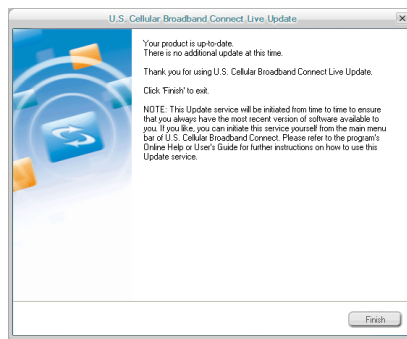 U.S. Cellular Broadband Connect Live Update
Your product is up-to-date.
There is no additional update at this time.
Thank you for using U.S. Cellular Broadband Connect Live Update.
Click 'Finish' to exit.
NOTE: This Update service will be initiated from time to time to ensure
that you always have the most recent version of software available to
you. If you like, you can initiate this service yourself from the main menu
bar of U.S. Cellular Broadband Connect. Please refer to the program's
Online Help or User's Guide for further instructions on how to use this
Update service.
Finish